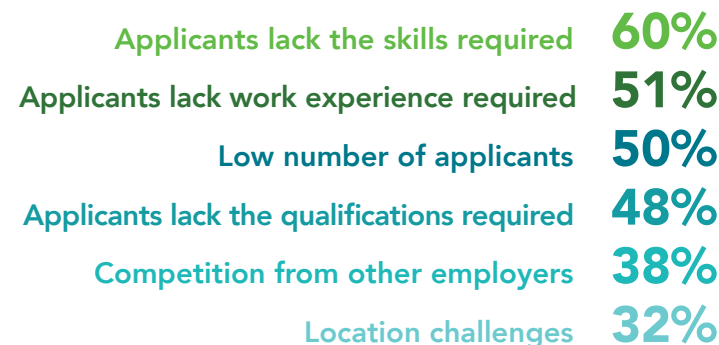 Applicants lack the skills required 60%
Applicants lack work experience required 51%
Low number of applicants 50%
Applicants lack the qualifications required 48%
Competition from other employers 38%
Location challenges 32%